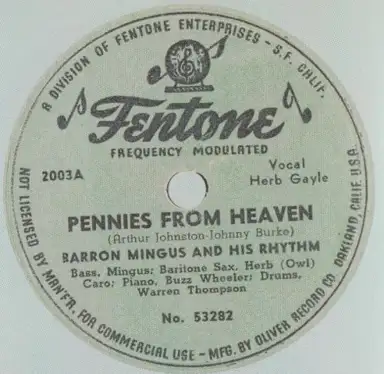 A DIVISION OF FENTONE ENTERPRISES - S.F. CALIF.
Fentone
FREQUENCY MODULATED
2003A
Vocal
Herb Gayle
PENNIES FROM HEAVEN
(Arthur Johnston-Johnny Burke)
BARRON MINGUS AND HIS RHYTHM
Bass, Mingus; Baritone Sax, Herb (Owl)
Caro; Piano, Buzz Wheeler; Drums,
Warren Thompson
No. 53282
NOT LICENSED BY MAN'FR. FOR COMMERCIAL USE - MFG. BY OLIVER RECORD CO. OAKLAND, CALIF. U.S.A.